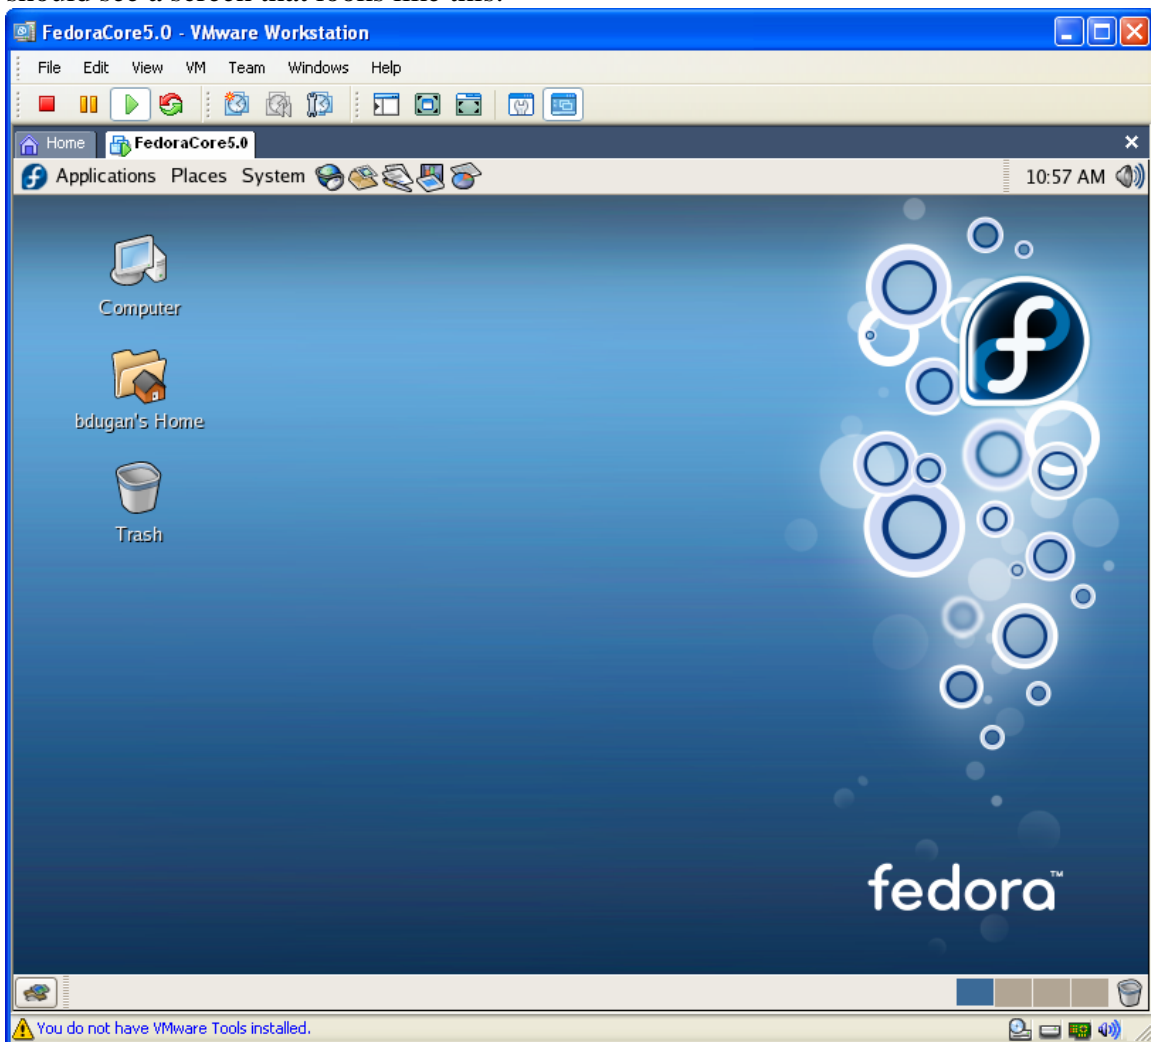 FedoraCore5.0 - VMware Workstation
File Edit View VM Team Windows Help
Home FedoraCore5.0
Applications Places System 10:57 AM
Computer
bdugan's Home
Trash
fedora™
You do not have VMware Tools installed.